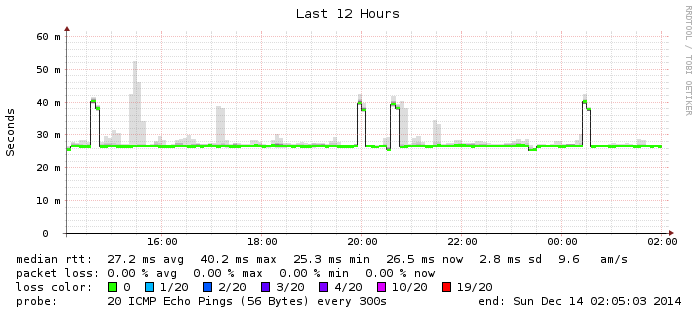 Last 12 Hours
RRDTOOL / TOBI OETIKER
Seconds
60 m
50 m
40 m
30 m
20 m
10 m
0
16:00 18:00 20:00 22:00 00:00 02:00
median rtt: 27.2 ms avg 40.2 ms max 25.3 ms min 26.5 ms now 2.8 ms sd 9.6 am/s
packet loss: 0.00 % avg 0.00 % max 0.00 % min 0.00 % now
loss color: 0 1/20 2/20 3/20 4/20 10/20 19/20
probe: 20 ICMP Echo Pings (56 Bytes) every 300s end: Sun Dec 14 02:05:03 2014